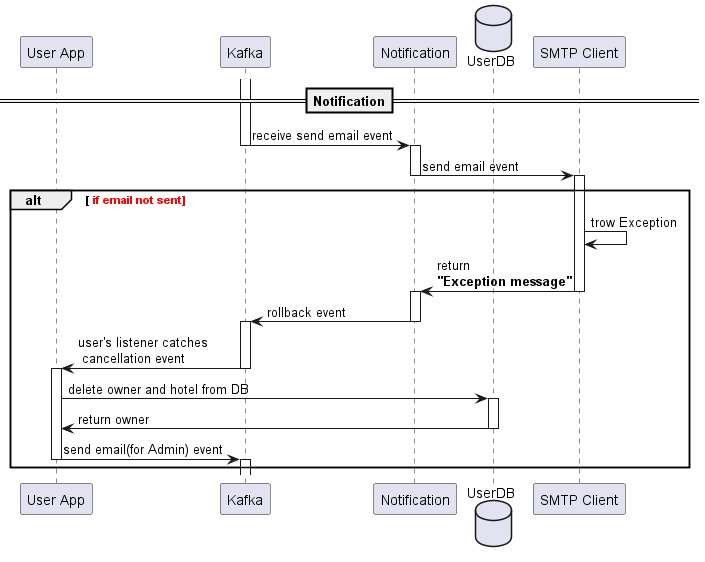 User App
Kafka
Notification
UserDB
SMTP Client
Notification
receive send email event
send email event
alt
[ if email not sent]
trow Exception
return
"Exception message"
rollback event
user's listener catches
cancellation event
delete owner and hotel from DB
return owner
send email(for Admin) event
User App
Kafka
Notification
UserDB
SMTP Client